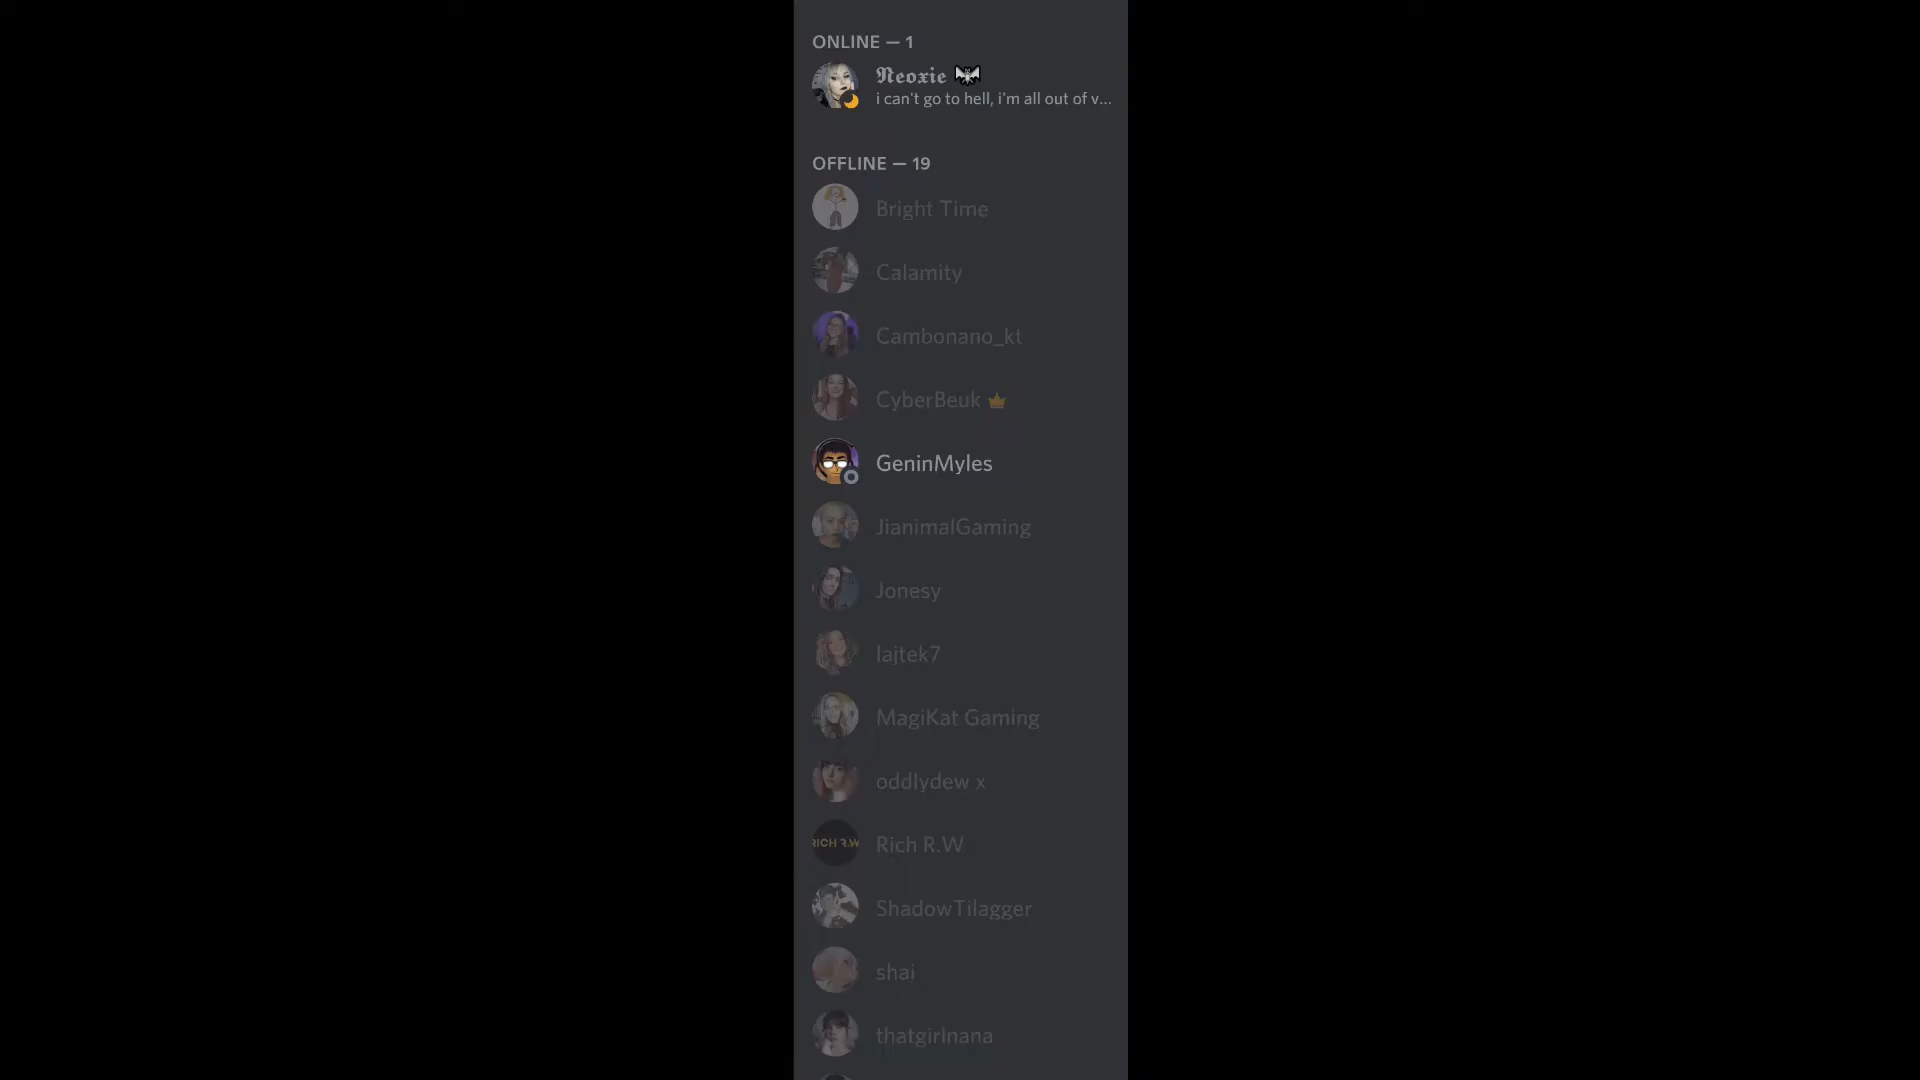 ONLINE — 1
𝕹𝖊𝖔𝖝𝖎𝖊
i can't go to hell, i'm all out of v...
OFFLINE — 19
Bright Time
Calamity
Cambonano_kt
CyberBeuk
GeninMyles
JianimalGaming
Jonesy
lajtek7
MagiKat Gaming
oddlydew x
RICH R.W
Rich R.W
ShadowTilagger
shai
thatgirlnana